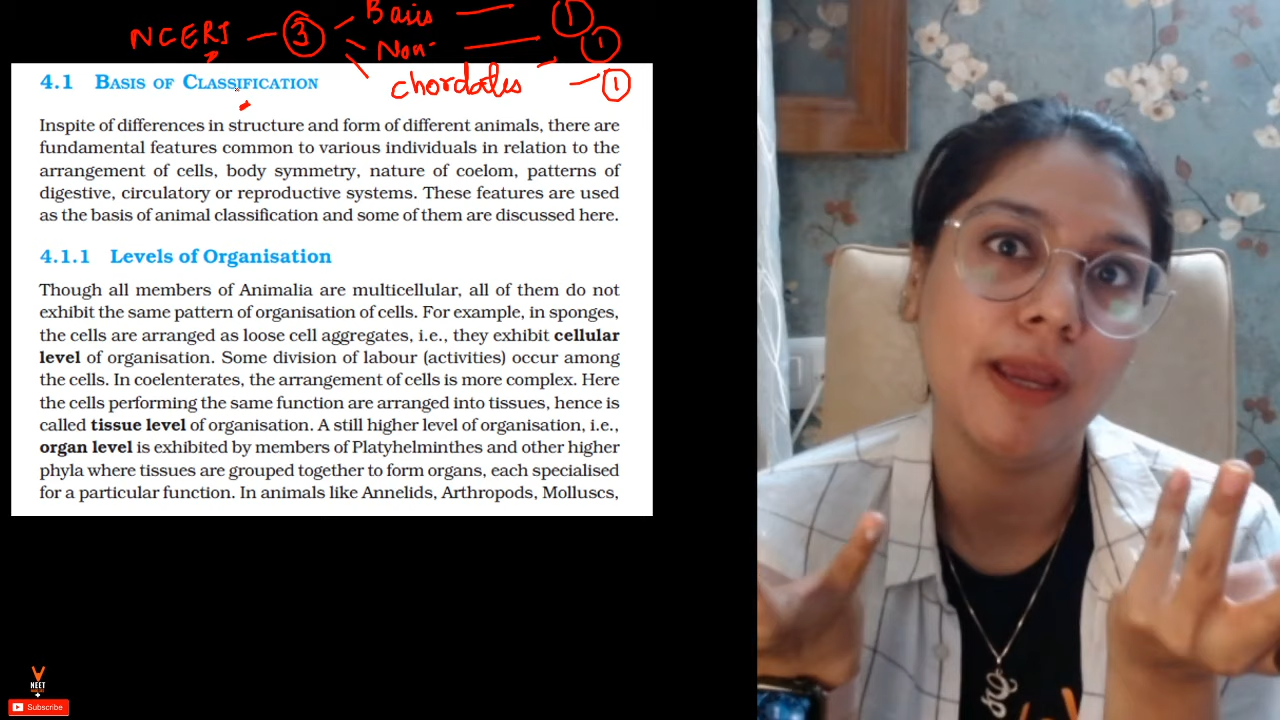 Basis — ①
NCERT — ③ Non- — ①
chordates — ①
4.1 BASIS OF CLASSIFICATION
Inspite of differences in structure and form of different animals, there are
fundamental features common to various individuals in relation to the
arrangement of cells, body symmetry, nature of coelom, patterns of
digestive, circulatory or reproductive systems. These features are used
as the basis of animal classification and some of them are discussed here.
4.1.1 Levels of Organisation
Though all members of Animalia are multicellular, all of them do not
exhibit the same pattern of organisation of cells. For example, in sponges,
the cells are arranged as loose cell aggregates, i.e., they exhibit cellular
level of organisation. Some division of labour (activities) occur among
the cells. In coelenterates, the arrangement of cells is more complex. Here
the cells performing the same function are arranged into tissues, hence is
called tissue level of organisation. A still higher level of organisation, i.e.,
organ level is exhibited by members of Platyhelminthes and other higher
phyla where tissues are grouped together to form organs, each specialised
for a particular function. In animals like Annelids, Arthropods, Molluscs,
NEET
Subscribe